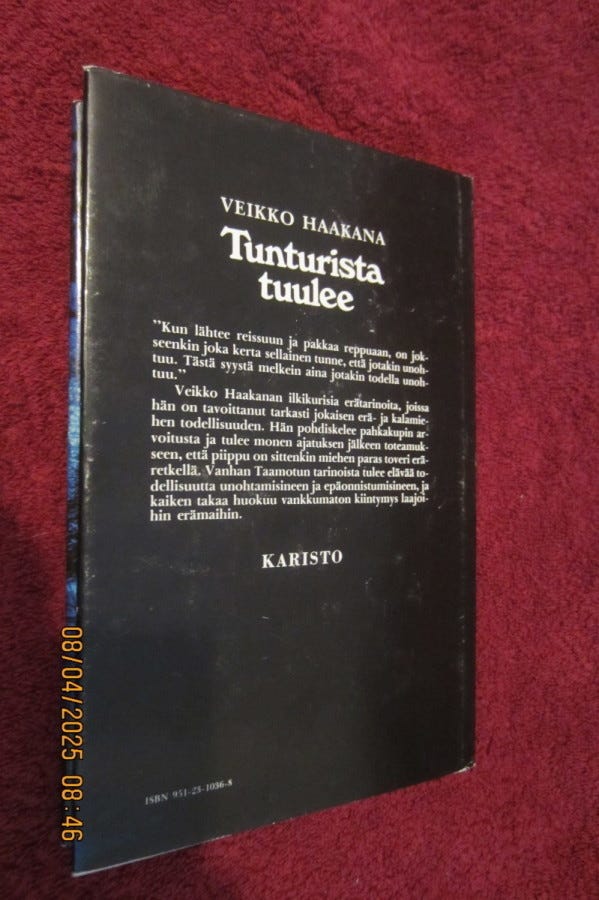 VEIKKO HAAKANA
Tunturista
tuulee
”Kun lähtee reissuun ja pakkaa reppuaan, on jok-
seenkin joka kerta sellainen tunne, että jotakin unoh-
tuu. Tästä syystä melkein aina jotakin todella unoh-
tuu.”
Veikko Haakanan ilkikurisia erätarinoita, joissa
hän on tavoittanut tarkasti jokaisen erä- ja kalamie-
hen todellisuuden. Hän pohdiskelee pahkakupin ar-
voitusta ja tulee monen ajatuksen jälkeen toteamuk-
seen, että piippu on sittenkin miehen paras toveri erä-
retkellä. Vanhan Taamotun tarinoista tulee elävää to-
dellisuutta unohtamisineen ja epäonnistumisineen, ja
kaiken takaa huokuu vankkumaton kiintymys laajoi-
hin erämaihin.
KARISTO
ISBN 951-23-1036-8
08/04/2025 08:46